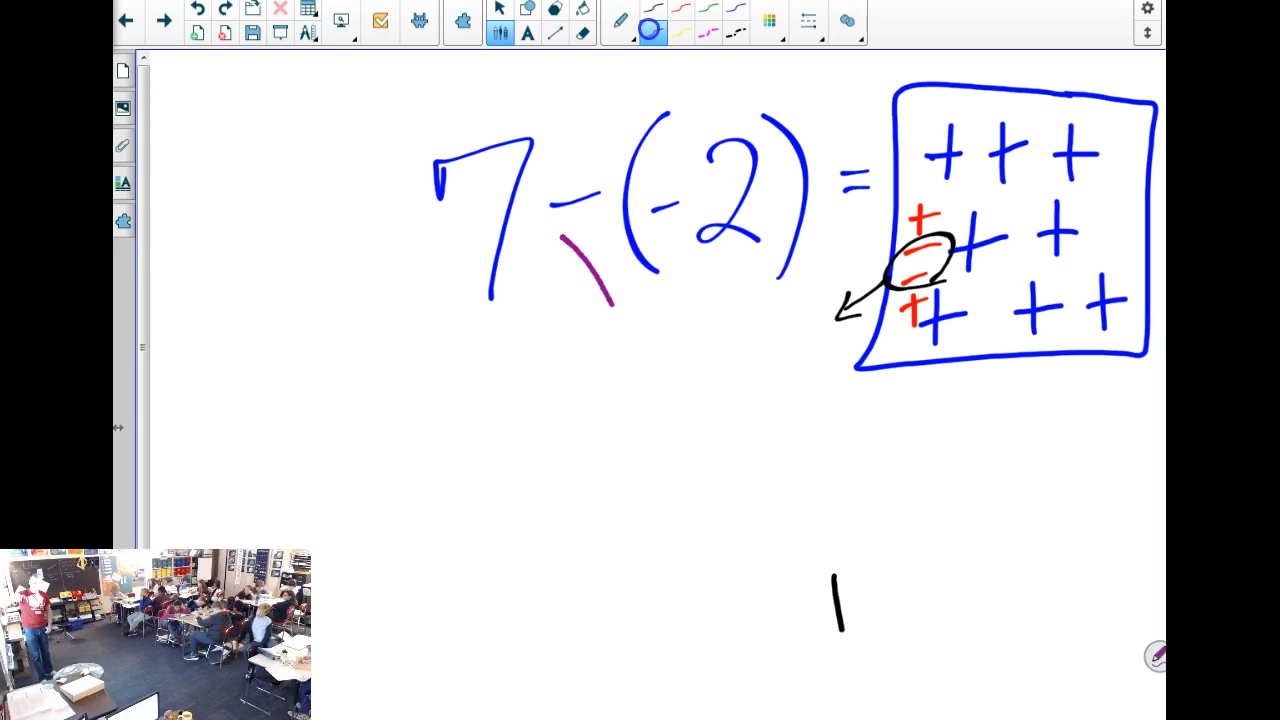 7 - (-2) =
+ + +
+ + +
-
-
+ + + +